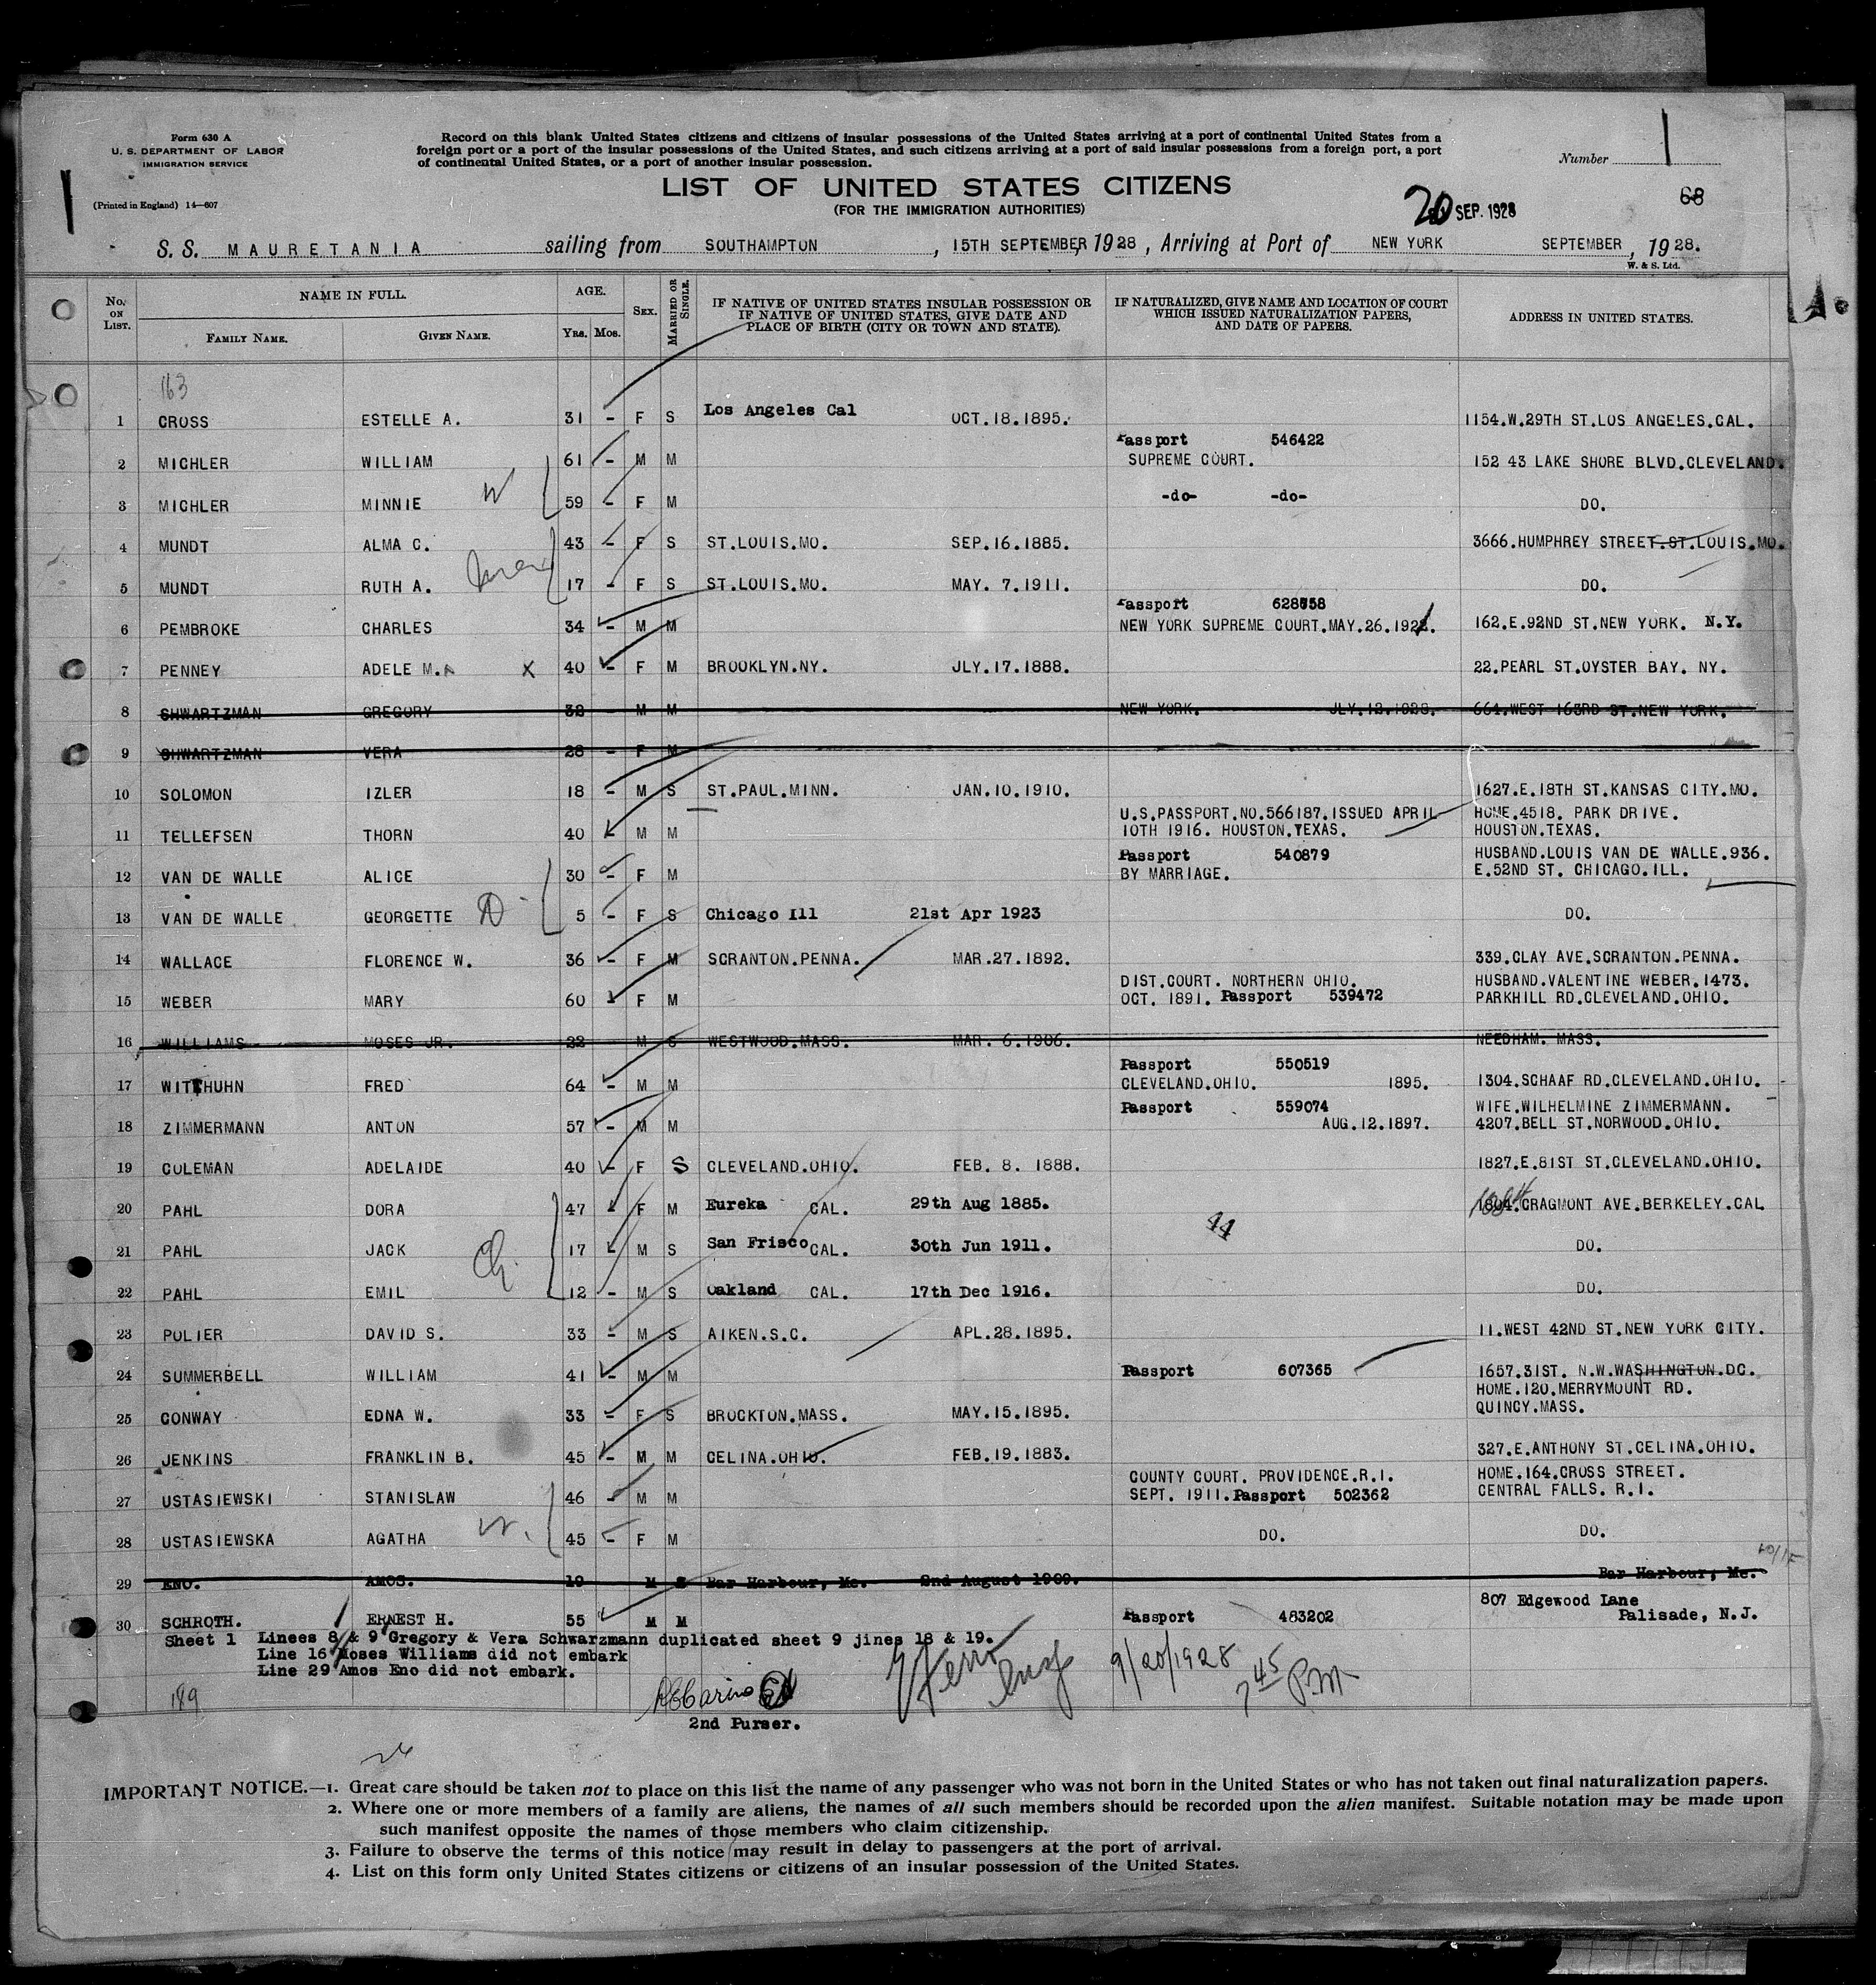 Form 630 A
U. S. DEPARTMENT OF LABOR
IMMIGRATION SERVICE
(Printed in England) 14—607
Record on this blank United States citizens and citizens of insular possessions of the United States arriving at a port of continental United States from a
foreign port or a port of the insular possessions of the United States, and such citizens arriving at a port of said insular possessions from a foreign port, a port
of continental United States, or a port of another insular possession.
Number 1
1
LIST OF UNITED STATES CITIZENS
(FOR THE IMMIGRATION AUTHORITIES)
20 SEP. 1928
68
S. S. MAURETANIA sailing from SOUTHAMPTON, 15TH SEPTEMBER, 1928, Arriving at Port of NEW YORK SEPTEMBER, 1928.
W. & S. Ltd.
No. ON LIST. NAME IN FULL. FAMILY NAME. GIVEN NAME. AGE. YRS. MOS. SEX. MARRIED OR SINGLE. IF NATIVE OF UNITED STATES INSULAR POSSESSION OR IF NATIVE OF UNITED STATES, GIVE DATE AND PLACE OF BIRTH (CITY OR TOWN AND STATE). IF NATURALIZED, GIVE NAME AND LOCATION OF COURT WHICH ISSUED NATURALIZATION PAPERS, AND DATE OF PAPERS. ADDRESS IN UNITED STATES.
163
1 CROSS ESTELLE A. 31 - F S Los Angeles Cal OCT.18.1895. 1154.W.29TH ST.LOS ANGELES.CAL.
Passport 546422
2 MICHLER WILLIAM 61 - M M SUPREME COURT. 152 43 LAKE SHORE BLVD.CLEVELAND.
3 MICHLER MINNIE 59 - F M -do- -do- DO.
4 MUNDT ALMA C. 43 - F S ST.LOUIS.MO. SEP.16.1885. 3666.HUMPHREY STREET.ST.LOUIS.MO.
5 MUNDT RUTH A. 17 - F S ST.LOUIS.MO. MAY. 7.1911. DO.
Passport 628558
6 PEMBROKE CHARLES 34 - M M NEW YORK SUPREME COURT.MAY.26.192 162.E.92ND ST.NEW YORK. N.Y.
7 PENNEY ADELE M. X 40 - F M BROOKLYN.NY. JLY.17.1888. 22.PEARL ST.OYSTER BAY. NY.
8 SHWARTZMAN GREGORY 32 - M M NEW YORK. JLY.12.1928. 664.WEST 163RD ST.NEW YORK.
9 SHWARTZMAN VERA 28 - F M
10 SOLOMON IZLER 18 - M S ST.PAUL.MINN. JAN.10.1910. 1627.E.18TH ST.KANSAS CITY.MO.
U.S.PASSPORT.NO.566187.ISSUED APRIL HOME.4518. PARK DRIVE.
11 TELLEFSEN THORN 40 M M 10TH 1916. HOUSTON.TEXAS. HOUSTON.TEXAS.
Passport 540879 HUSBAND.LOUIS VAN DE WALLE.936.
12 VAN DE WALLE ALICE 30 - F M BY MARRIAGE. E.52ND ST. CHICAGO.ILL.
13 VAN DE WALLE GEORGETTE 5 - F S Chicago Ill 21st Apr 1923 DO.
14 WALLACE FLORENCE W. 36 - F M SCRANTON.PENNA. MAR.27.1892. 339.CLAY AVE.SCRANTON.PENNA.
DIST.COURT. NORTHERN OHIO. HUSBAND.VALENTINE WEBER.1473.
15 WEBER MARY 60 - F M OCT. 1891. Passport 539472 PARKHILL RD.CLEVELAND.OHIO.
16 WILLIAMS MOSES JR. 22 M S WESTWOOD.MASS. MAR. 6.1906. NEEDHAM. MASS.
Passport 550519
17 WITTHUHN FRED 64 - M M CLEVELAND.OHIO. 1895. 1304.SCHAAF RD.CLEVELAND.OHIO.
Passport 559074 WIFE.WILHELMINE ZIMMERMANN.
18 ZIMMERMANN ANTON 57 - M M AUG.12.1897. 4207.BELL ST.NORWOOD.OHIO.
19 COLEMAN ADELAIDE 40 - F S CLEVELAND.OHIO. FEB. 8. 1888. 1827.E.81ST ST.CLEVELAND.OHIO.
20 PAHL DORA 47 - F M Eureka CAL. 29th Aug 1885. CRAGMONT AVE.BERKELEY.CAL
44
21 PAHL JACK 17 - M S San Frisco CAL. 30th Jun 1911. DO.
22 PAHL EMIL 12 - M S Oakland CAL. 17th Dec 1916. DO.
23 POLIER DAVID S. 33 - M S AIKEN.S.C. APL.28.1895. 11.WEST 42ND ST.NEW YORK CITY.
24 SUMMERBELL WILLIAM 41 - M M Passport 607365 1657.31ST. N.W.WASHINGTON.DC.
HOME.120.MERRYMOUNT RD.
25 CONWAY EDNA W. 33 - F S BROCKTON.MASS. MAY.15.1895. QUINCY.MASS.
26 JENKINS FRANKLIN B. 45 - M M CELINA.OHIO. FEB.19.1883. 327.E.ANTHONY ST.CELINA.OHIO.
COUNTY COURT. PROVIDENCE.R.I. HOME.164.CROSS STREET.
27 USTASIEWSKI STANISLAW 46 - M M SEPT. 1911.Passport 502362 CENTRAL FALLS. R.I.
28 USTASIEWSKA AGATHA 45 - F M DO. DO.
29 ENO. AMOS. 19 M S Bar Harbour, Me. 2nd August 1909. Bar Harbour, Me.
807 Edgewood Lane
30 SCHROTH. ERNEST H. 55 M M Passport 483202 Palisade, N.J.
Sheet 1 Linees 8 & 9 Gregory & Vera Schwarzmann duplicated sheet 9 jines 18 & 19.
Line 16 Moses Williams did not embark
Line 29 Amos Eno did not embark.
189
9/20/1928
7 45 PM
2nd Purser.
26
IMPORTANT NOTICE.—1. Great care should be taken not to place on this list the name of any passenger who was not born in the United States or who has not taken out final naturalization papers.
2. Where one or more members of a family are aliens, the names of all such members should be recorded upon the alien manifest. Suitable notation may be made upon
such manifest opposite the names of those members who claim citizenship.
3. Failure to observe the terms of this notice may result in delay to passengers at the port of arrival.
4. List on this form only United States citizens or citizens of an insular possession of the United States.